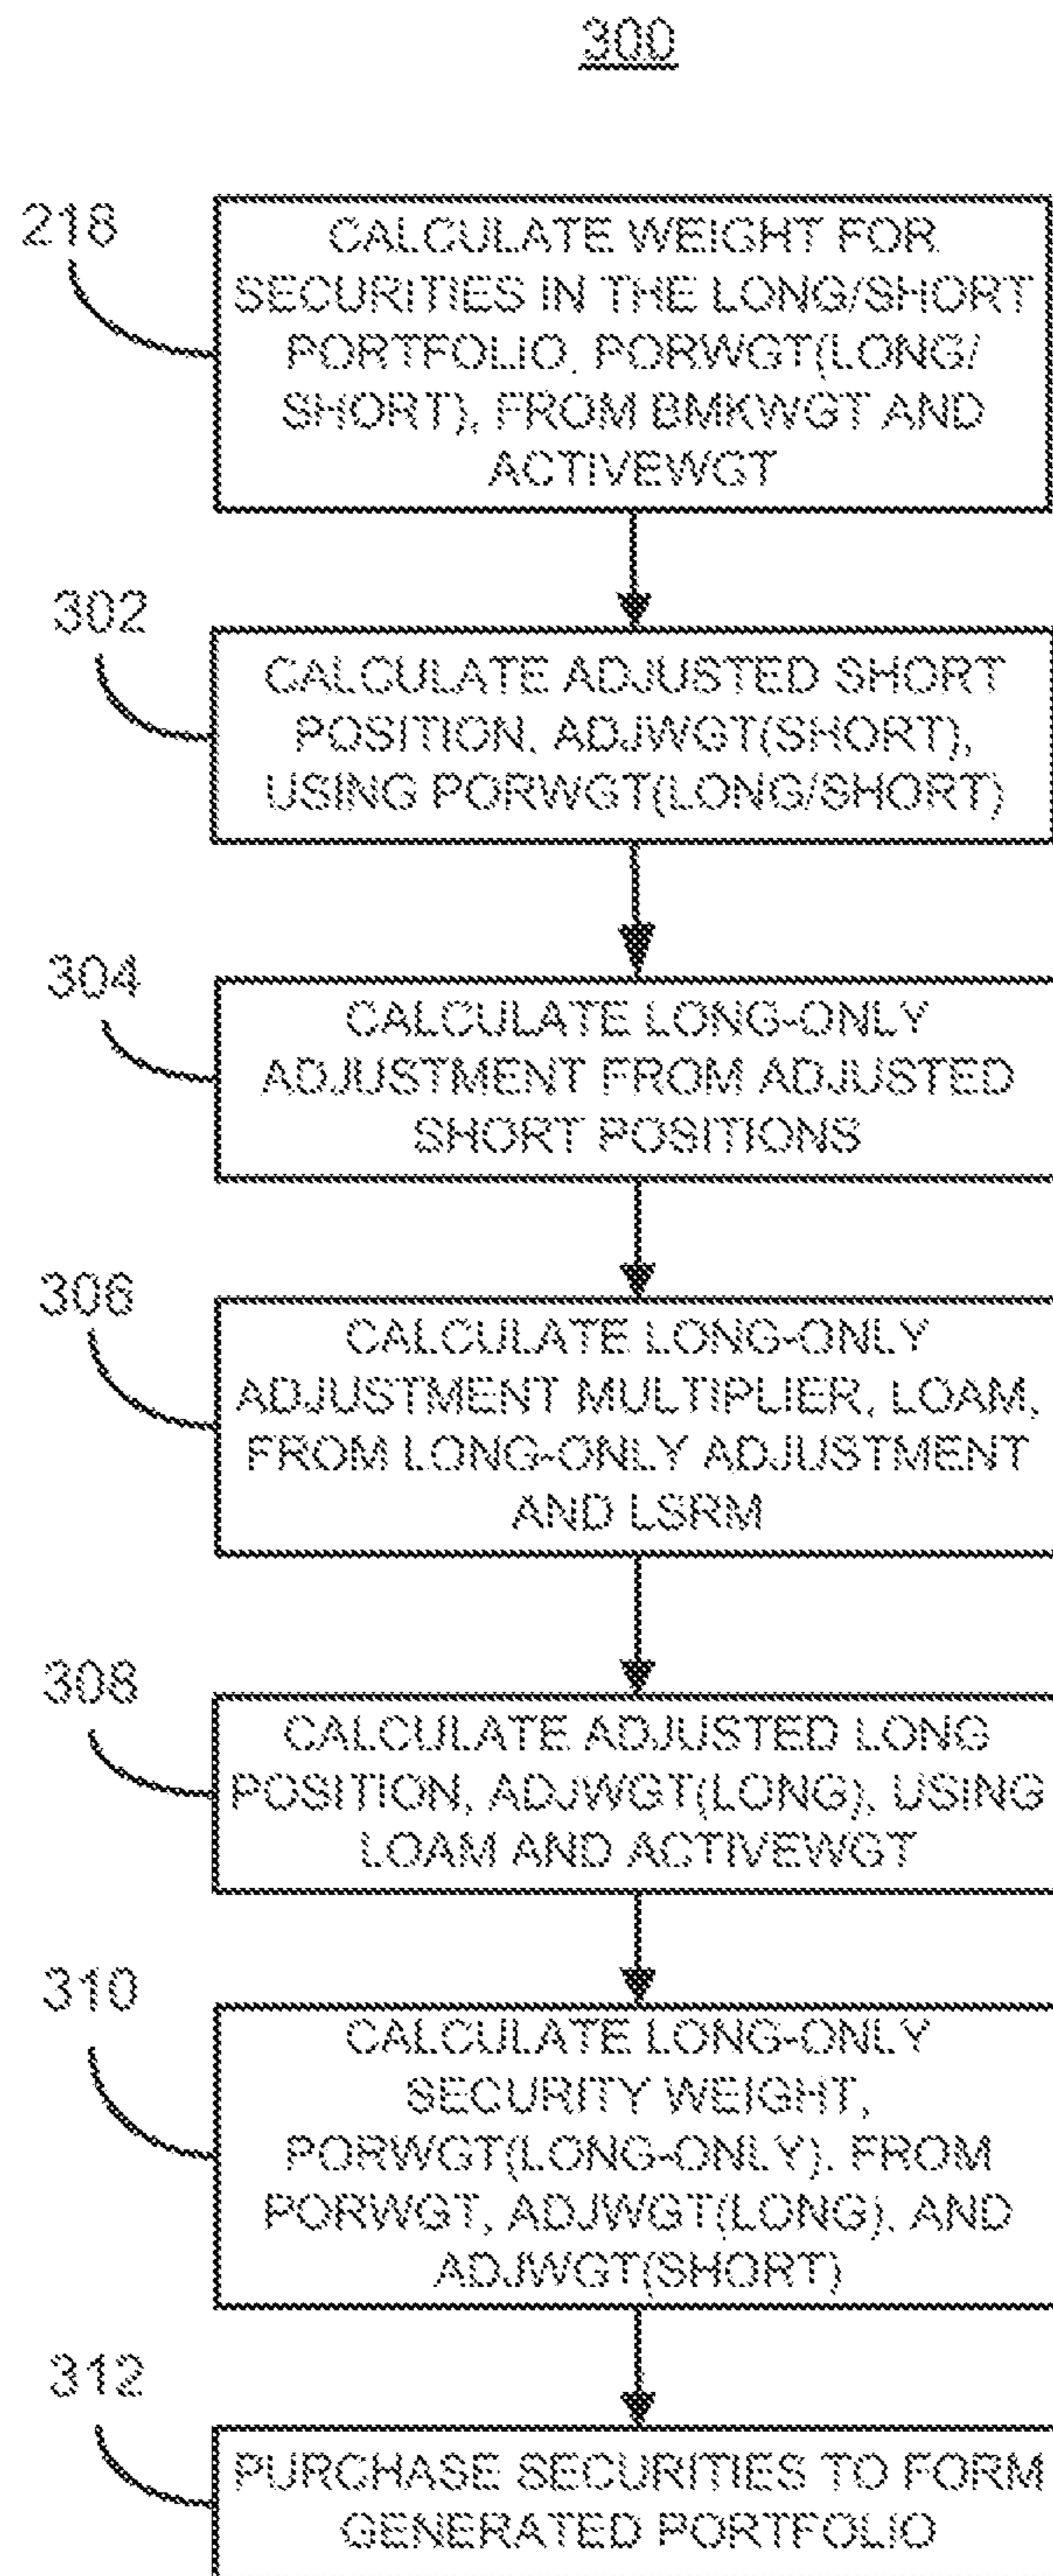 300
218
CALCULATE WEIGHT FOR
SECURITIES IN THE LONG/SHORT
PORTFOLIO, PORWGT(LONG/
SHORT), FROM BMKWGT AND
ACTIVEWGT
302
CALCULATE ADJUSTED SHORT
POSITION, ADJWGT(SHORT),
USING PORWGT(LONG/SHORT)
304
CALCULATE LONG-ONLY
ADJUSTMENT FROM ADJUSTED
SHORT POSITIONS
306
CALCULATE LONG-ONLY
ADJUSTMENT MULTIPLIER, LOAM,
FROM LONG-ONLY ADJUSTMENT
AND LSRM
308
CALCULATE ADJUSTED LONG
POSITION, ADJWGT(LONG), USING
LOAM AND ACTIVEWGT
310
CALCULATE LONG-ONLY
SECURITY WEIGHT,
PORWGT(LONG-ONLY), FROM
PORWGT, ADJWGT(LONG), AND
ADJWGT(SHORT)
312
PURCHASE SECURITIES TO FORM
GENERATED PORTFOLIO